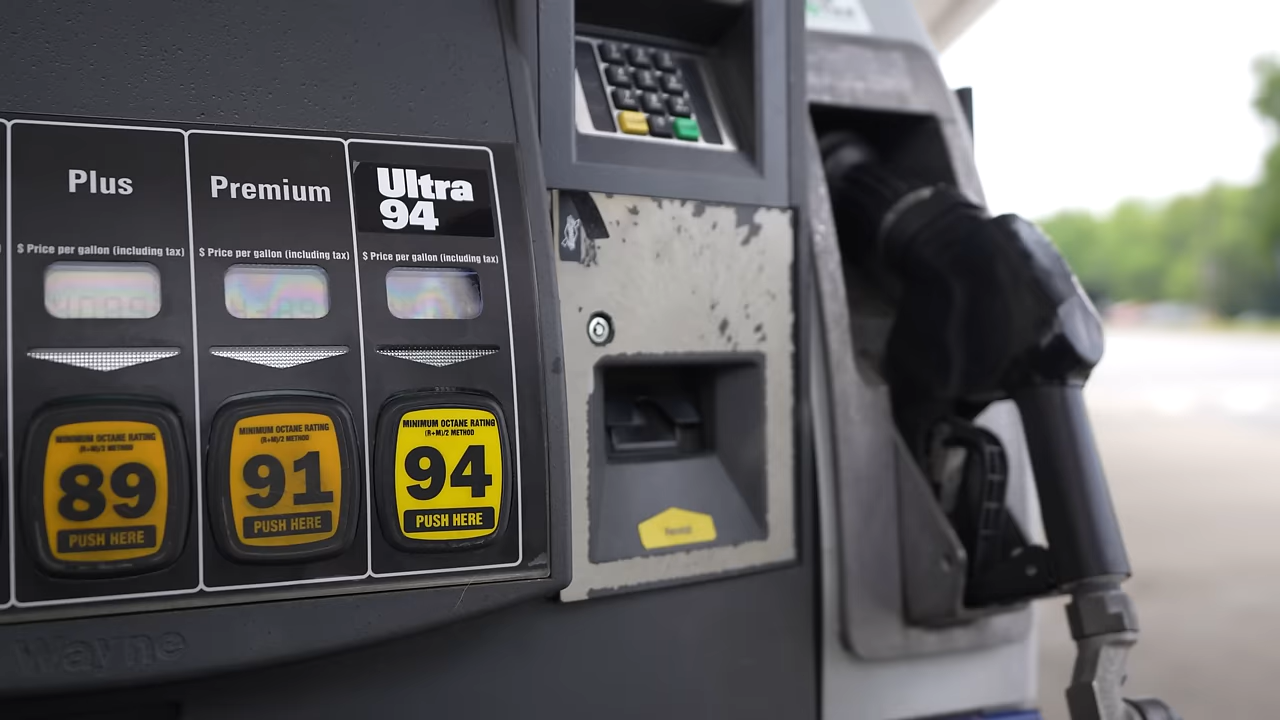 Plus
$ Price per gallon (including tax)
MINIMUM OCTANE RATING
(R+M)/2 METHOD
89
PUSH HERE
Premium
$ Price per gallon (including tax)
MINIMUM OCTANE RATING
(R+M)/2 METHOD
91
PUSH HERE
Ultra
94
$ Price per gallon (including tax)
MINIMUM OCTANE RATING
(R+M)/2 METHOD
94
PUSH HERE
Wayne